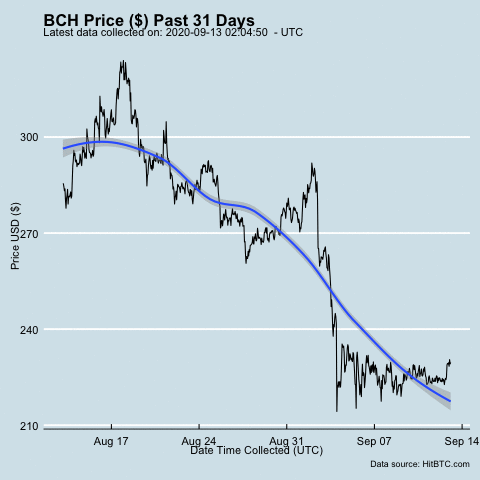 BCH Price ($) Past 31 Days
Latest data collected on: 2020-09-13 02:04:50 - UTC
300
270
240
210
Price USD ($)
Aug 17 Aug 24 Aug 31 Sep 07 Sep 14
Date Time Collected (UTC)
Data source: HitBTC.com